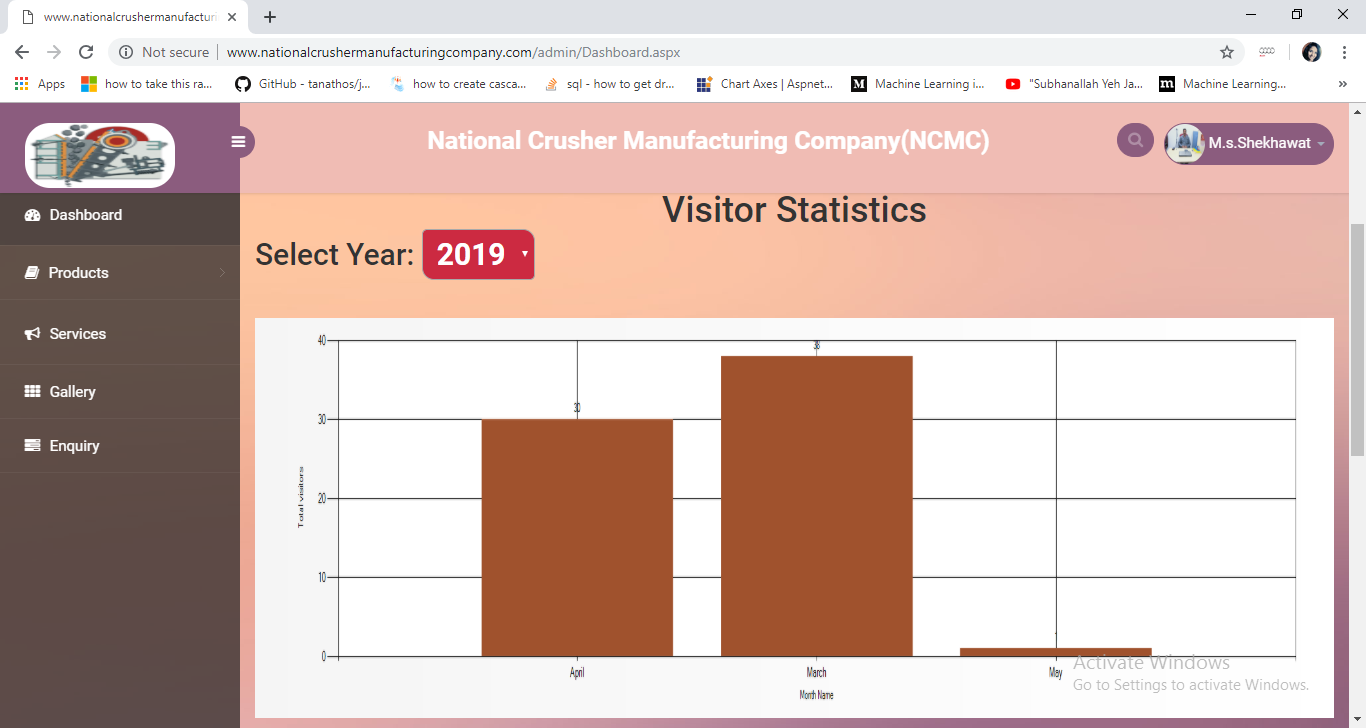 www.nationalcrushermanufacturi
Not secure
www.nationalcrushermanufacturingcompany.com/admin/Dashboard.aspx
Apps
how to take this ra...
GitHub - tanathos/j...
how to create casca...
sql - how to get dr...
Chart Axes | Aspnet...
M
Machine Learning i...
"Subhanallah Yeh Ja...
m
Machine Learning...
National Crusher Manufacturing Company(NCMC)
M.s.Shekhawat
Dashboard
Products
Services
Gallery
Enquiry
Visitor Statistics
Select Year: 2019
40
38
30
30
20
Total visitors
10
0
April
March
May
Month Name
Activate Windows
Go to Settings to activate Windows.